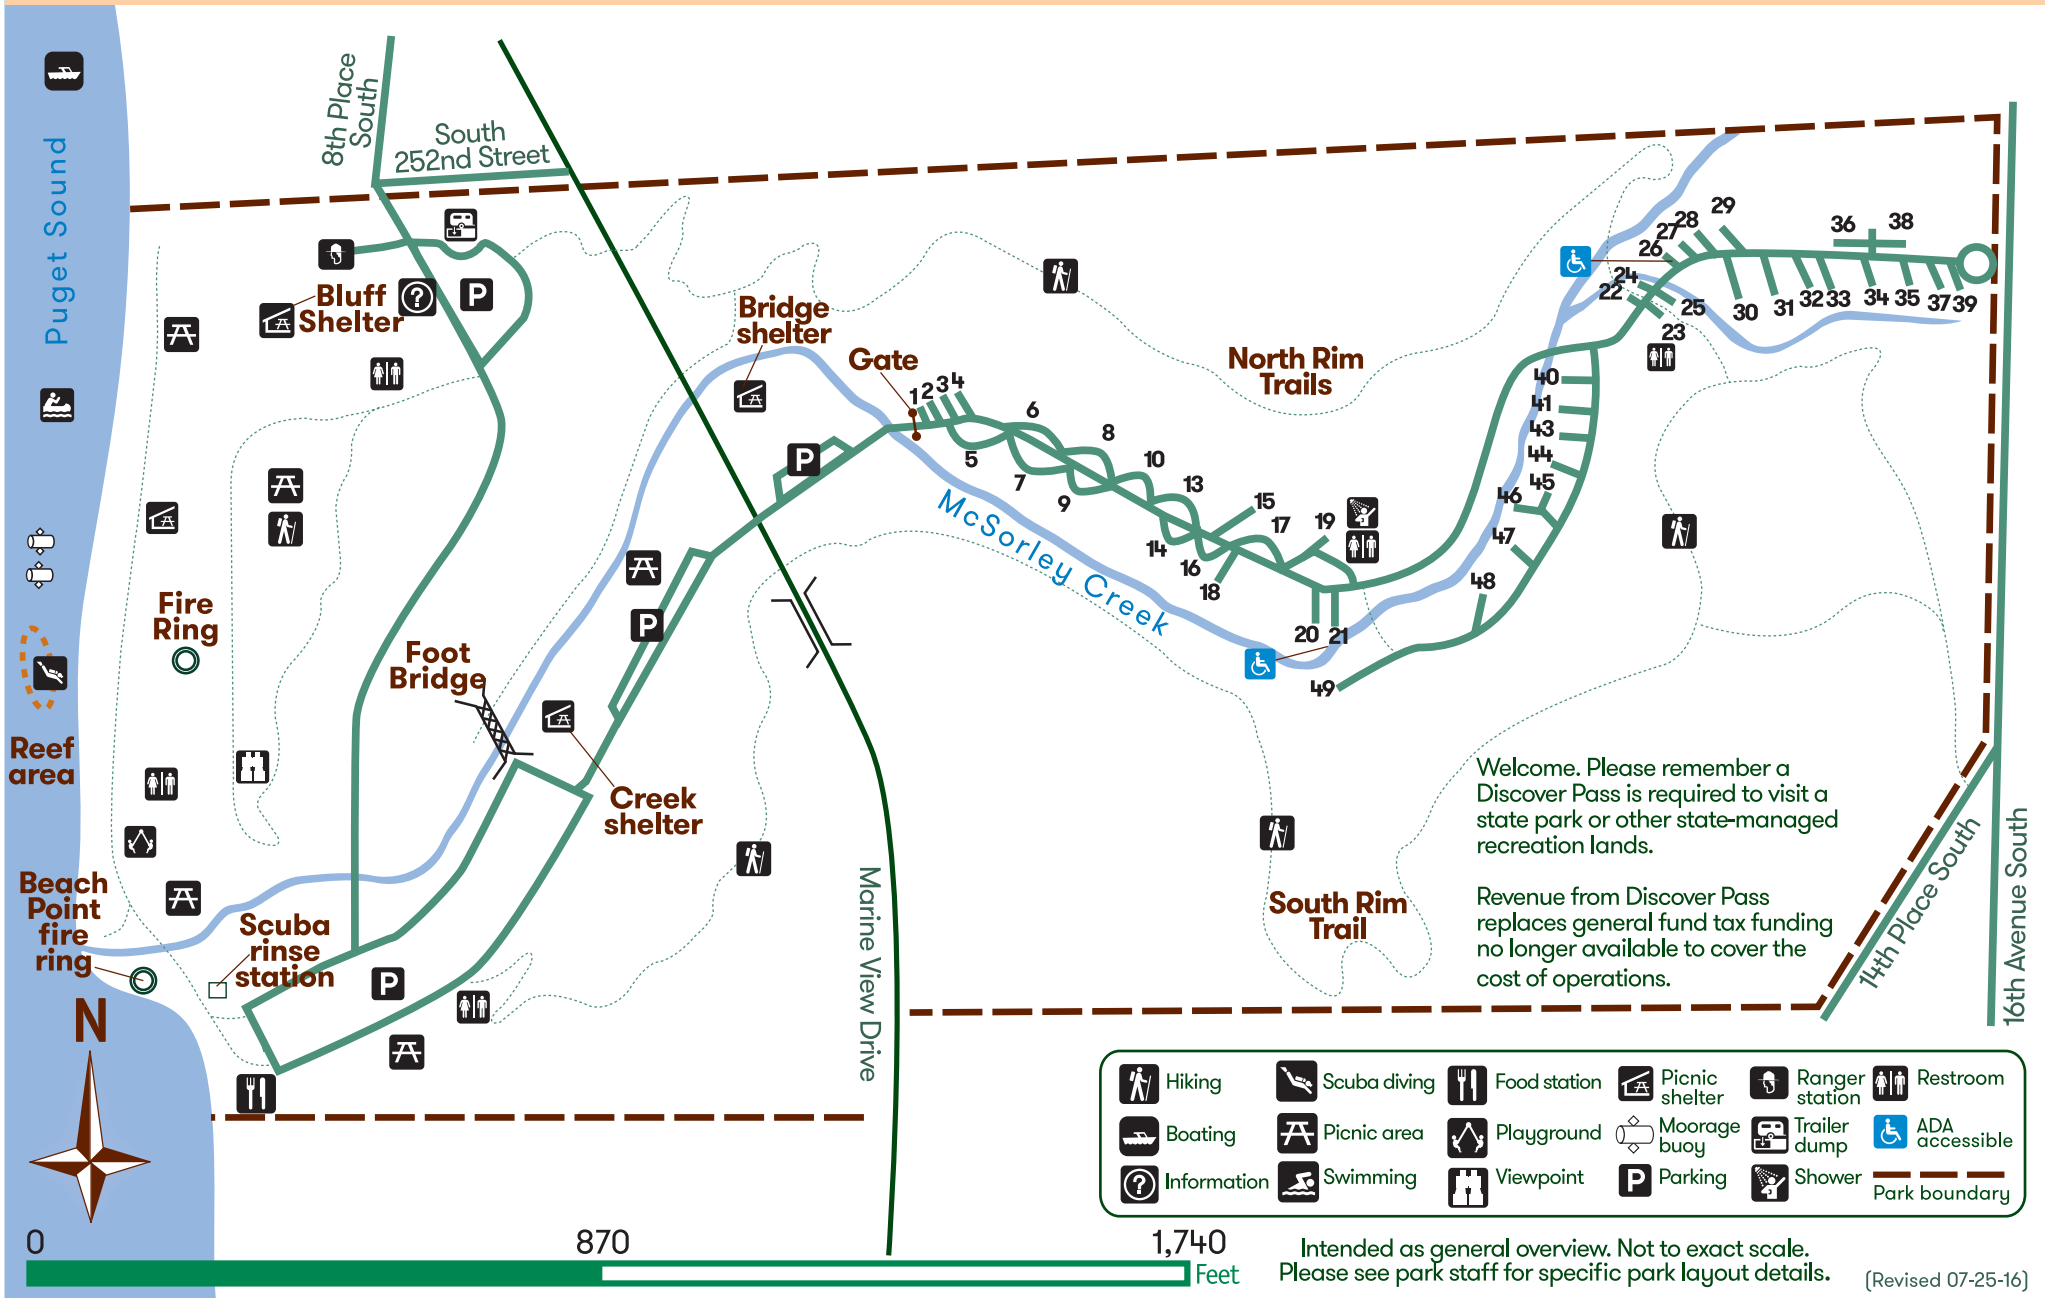 8th Place
South
South
252nd Street
Puget Sound
Bluff
Shelter
?
P
Bridge
shelter
Gate
North Rim
Trails
1
2
3
4
5
6
7
8
9
10
13
14
15
16
17
18
19
20
21
22
23
24
25
26
27
28
29
30
31
32
33
34
35
36
37
38
39
40
41
43
44
45
46
47
48
49
P
McSorley Creek
P
Fire
Ring
Foot
Bridge
Reef
area
Creek
shelter
Beach
Point
fire
ring
Scuba
rinse
station
P
Marine View Drive
South Rim
Trail
Welcome. Please remember a
Discover Pass is required to visit a
state park or other state-managed
recreation lands.
Revenue from Discover Pass
replaces general fund tax funding
no longer available to cover the
cost of operations.
14th Place South
16th Avenue South
N
Hiking
Scuba diving
Food station
Picnic
shelter
Ranger
station
Restroom
Boating
Picnic area
Playground
Moorage
buoy
Trailer
dump
ADA
accessible
? Information
Swimming
Viewpoint
P Parking
Shower
Park boundary
0 870 1,740
Feet
Intended as general overview. Not to exact scale.
Please see park staff for specific park layout details.
(Revised 07-25-16)